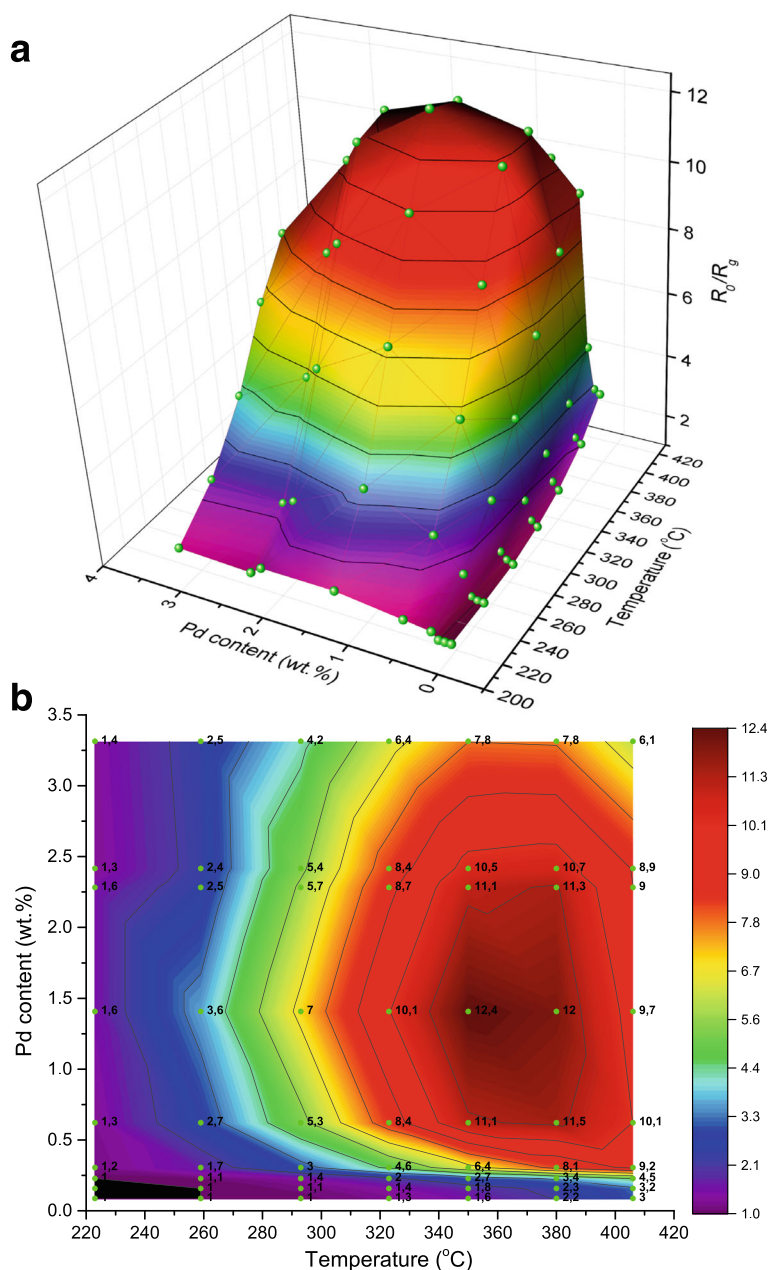 a
12
10
8
6
4
2
R0/Rg
420
400
380
360
340
320
300
280
260
240
220
200
Temperature (°C)
4
3
2
1
0
Pd content (wt.%)
b
3.5
3.0
2.5
2.0
1.5
1.0
0.5
0.0
Pd content (wt.%)
1,4 2,5 4,2 6,4 7,8 7,8 6,1
1,3 2,4 5,4 8,4 10,5 10,7 8,9
1,6 2,5 5,7 8,7 11,1 11,3 9
1,6 3,6 7 10,1 12,4 12 9,7
1,3 2,7 5,3 8,4 11,1 11,5 10,1
1,2 1,7 3 4,6 6,4 8,1 9,2
1 1,1 1,4 2 2,7 3,4 4,5
1 1,1 1,4 1,8 2,3 3,2
1 1 1 1,3 1,6 2,2 3
220 240 260 280 300 320 340 360 380 400 420
Temperature (°C)
12.4
11.3
10.1
9.0
7.8
6.7
5.6
4.4
3.3
2.1
1.0